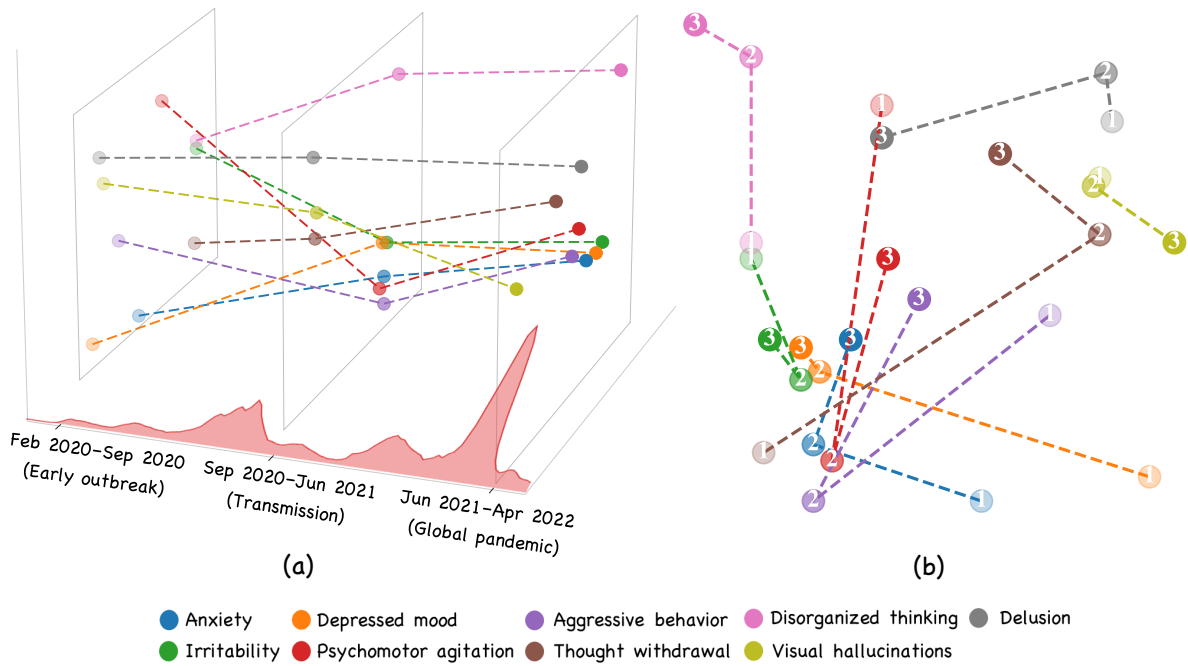 3
2
1
3
2
1
1
3
3
1
2
2
3
1
3
3
3
3
2
2
1
2
1
2
2
1
1
Feb 2020-Sep 2020
(Early outbreak)
Sep 2020-Jun 2021
(Transmission)
Jun 2021-Apr 2022
(Global pandemic)
(a)
(b)
Anxiety
Depressed mood
Aggressive behavior
Disorganized thinking
Delusion
Irritability
Psychomotor agitation
Thought withdrawal
Visual hallucinations